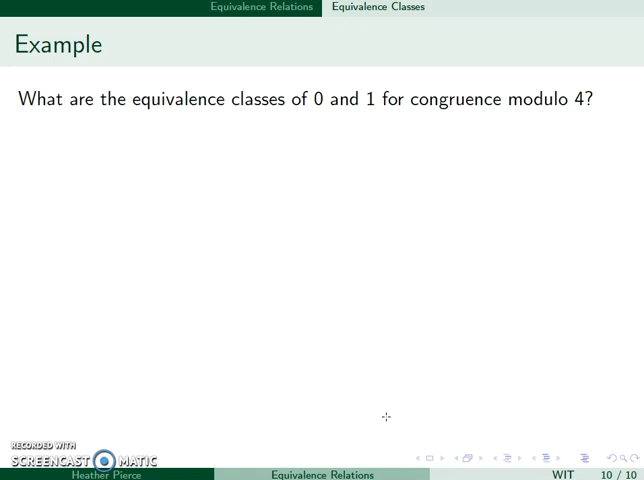 Equivalence Relations Equivalence Classes
Example
What are the equivalence classes of 0 and 1 for congruence modulo 4?
RECORDED WITH
SCREENCAST MATIC
Heather Pierce Equivalence Relations WIT 10 / 10